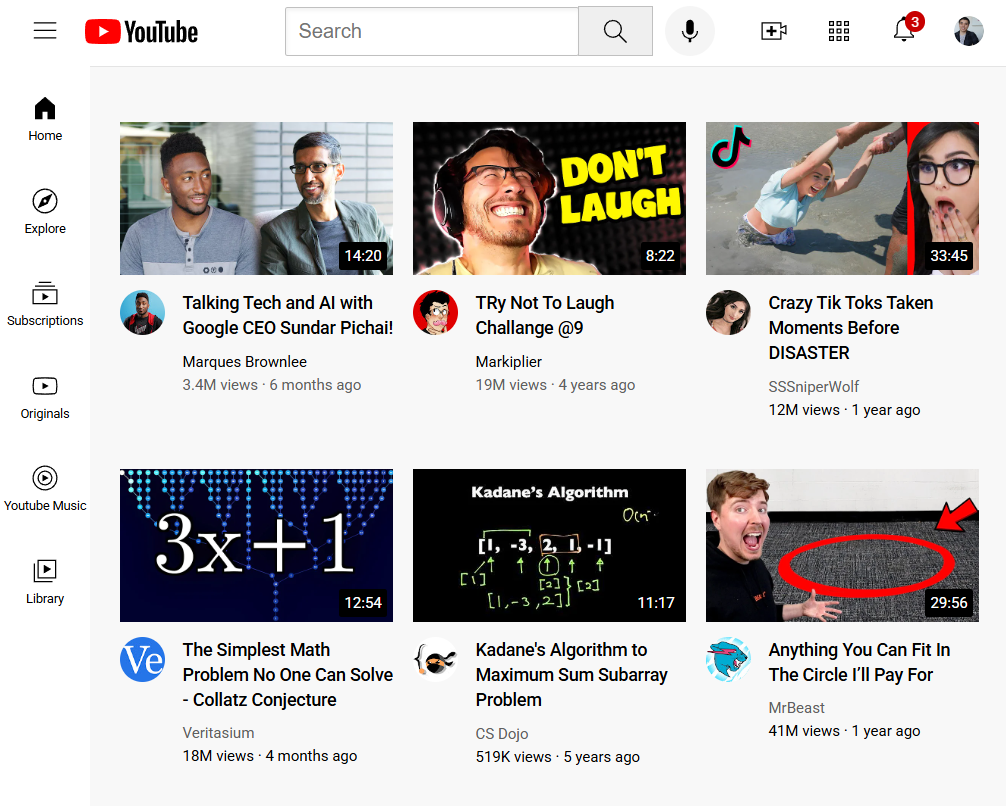 YouTube
Search
3
Home
Explore
Subscriptions
Originals
Youtube Music
Library
14:20
Talking Tech and AI with
Google CEO Sundar Pichai!
Marques Brownlee
3.4M views · 6 months ago
DON'T
LAUGH
8:22
TRy Not To Laugh
Challange @9
Markiplier
19M views · 4 years ago
33:45
Crazy Tik Toks Taken
Moments Before
DISASTER
SSSniperWolf
12M views · 1 year ago
3x+1
12:54
Ve
The Simplest Math
Problem No One Can Solve
- Collatz Conjecture
Veritasium
18M views · 4 months ago
Kadane's Algorithm
[1, -3, 2, 1, -1]
[1]
[2]
[2]
[1, -3, 2]
11:17
Kadane's Algorithm to
Maximum Sum Subarray
Problem
CS Dojo
519K views · 5 years ago
29:56
Anything You Can Fit In
The Circle I’ll Pay For
MrBeast
41M views · 1 year ago